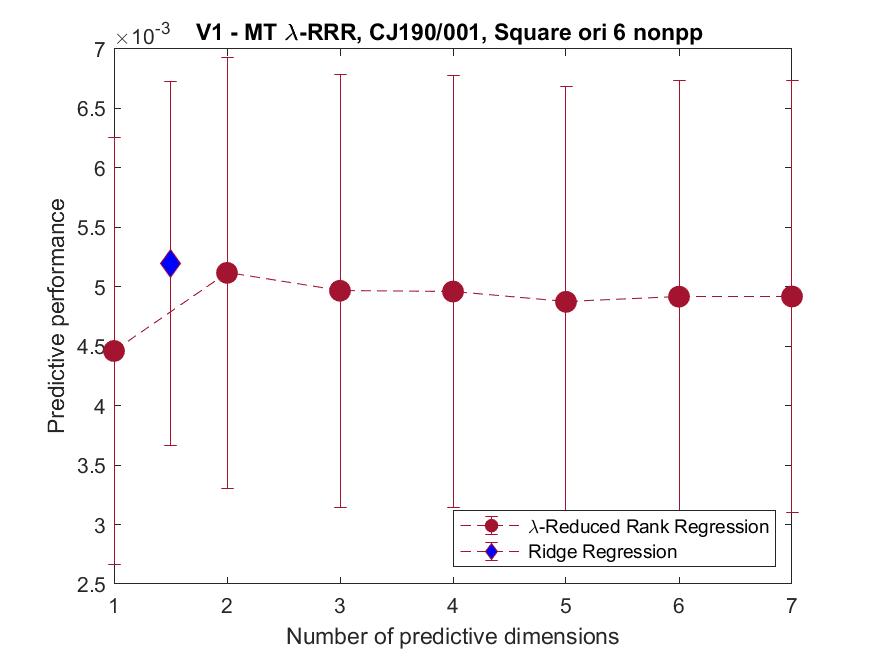 ×10-3
V1 - MT λ-RRR, CJ190/001, Square ori 6 nonpp
7
6.5
6
5.5
5
4.5
4
3.5
3
2.5
Predictive performance
λ-Reduced Rank Regression
Ridge Regression
1 2 3 4 5 6 7
Number of predictive dimensions